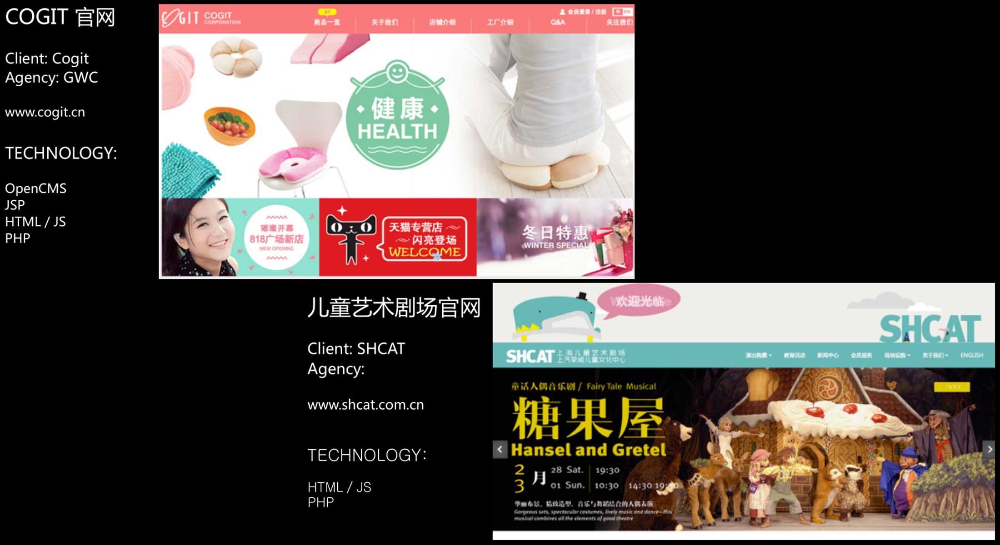 COGIT 官网
Client: Cogit
Agency: GWC
www.cogit.cn
TECHNOLOGY:
OpenCMS
JSP
HTML / JS
PHP
COGIT COGIT
CORPORATION
All
商品一览
关于我们
店铺介绍
工厂介绍
Q&A
关注我们
会员登录 / 注册
中 EN
健康
HEALTH
璀璨开幕
818广场新店
NEW OPENING
天猫专营店
闪亮登场
WELCOME
冬日特惠
WINTER SPECIAL
儿童艺术剧场官网
Client: SHCAT
Agency:
www.shcat.com.cn
TECHNOLOGY:
HTML / JS
PHP
欢迎光临
SHCAT
SHCAT 上海儿童艺术剧场
上汽荣威儿童文化中心
演出购票
教育活动
新闻中心
会员服务
场地设施
关于我们
ENGLISH
童话人偶音乐剧 / Fairy Tale Musical
糖果屋
Hansel and Gretel
2 月 28 Sat. 19:30
3 01 Sun. 10:30 14:30 19:30
华丽布景、精致造型、音乐与舞蹈结合的人偶表演
Gorgeous sets, spectacular costumes, lively music and dance—this
musical combines all the elements of good theatre